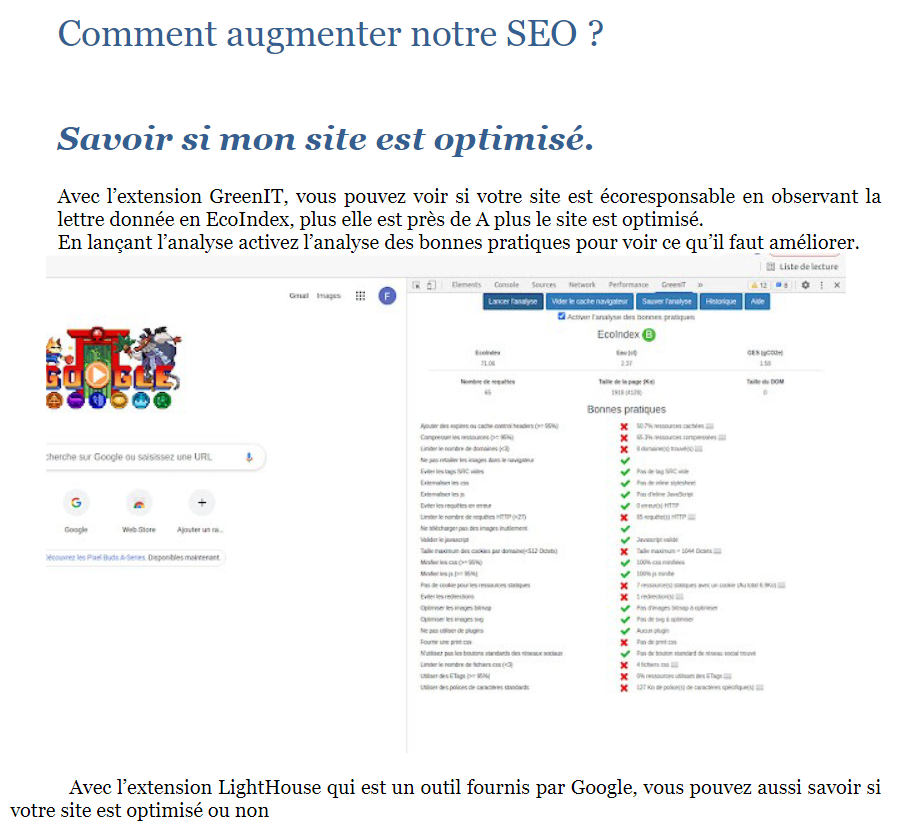 Comment augmenter notre SEO ?
Savoir si mon site est optimisé.
Avec l’extension GreenIT, vous pouvez voir si votre site est écoresponsable en observant la
lettre donnée en EcoIndex, plus elle est près de A plus le site est optimisé.
En lançant l’analyse activez l’analyse des bonnes pratiques pour voir ce qu’il faut améliorer.
Liste de lecture
Elements Console Sources Network Performance GreenIT » 12 8
Gmail Images F
Lancer l'analyse Vider le cache navigateur Sauver l'analyse Historique Aide
Activer l'analyse des bonnes pratiques
EcoIndex B
EcoIndex Eau (cl) GES (gCO2e)
71.06 2.37 1.58
Nombre de requêtes Taille de la page (Ko) Taille du DOM
65 1919 (4128) 0
Bonnes pratiques
Ajouter des expires ou cache-control headers (>= 95%) 50.7% ressources cachées
Compresser les ressources (>= 95%) 65.3% ressources compressées
Limiter le nombre de domaines (<3) 8 domaine(s) trouvé(s)
Ne pas retailler les images dans le navigateur
Eviter les tags SRC vides Pas de tag SRC vide
Externaliser les css Pas de inline stylesheet
Externaliser les js Pas d'inline JavaScript
Eviter les requêtes en erreur 0 erreur(s) HTTP
Limiter le nombre de requêtes HTTP (<27) 65 requête(s) HTTP
Ne télécharger pas des images inutilement
Valider le javascript Javascript validé
Taille maximum des cookies par domaine(<512 Octets) Taille maximum = 1044 Octets
Minifier les css (>= 95%) 100% css minifiées
Minifier les js (>= 95%) 100% js minifié
Pas de cookie pour les ressources statiques 7 ressource(s) statiques avec un cookie
Eviter les redirections 1 redirection(s)
Optimiser les images bitmap Pas d'images bitmap à optimiser
Optimiser les images svg Pas de svg à optimiser
Ne pas utiliser de plugins Aucun plugin
Fournir une print css Pas de print css
N'utilisez pas les boutons standards des réseaux sociaux Pas de bouton standard de réseau social trouvé
Limiter le nombre de fichiers css (<3) 4 fichiers css
Utiliser des ETags (>= 95%) 0% ressources utilisant des ETags
Utiliser des polices de caractères standards 127 Ko de police(s) de caractères spécifique(s)
GOOGLE
cherche sur Google ou saisissez une URL
Google Web Store Ajouter un ra...
Découvrez les Pixel Buds A-Series. Disponibles maintenant.
Avec l’extension LightHouse qui est un outil fournis par Google, vous pouvez aussi savoir si
votre site est optimisé ou non